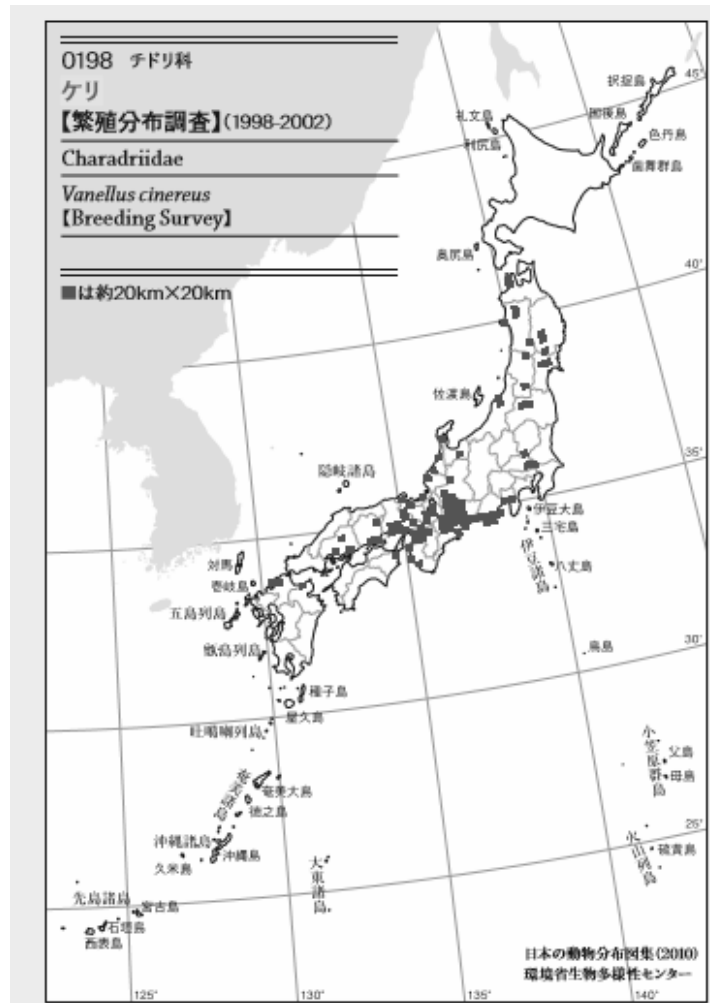 0198 チドリ科
ケリ
【繁殖分布調査】(1998-2002)
Charadriidae
Vanellus cinereus
【Breeding Survey】
■は約20km×20km
択捉島
45°
国後島
色丹島
歯舞群島
礼文島
利尻島
奥尻島
40°
佐渡島
35°
隠岐諸島
伊豆大島
三宅島
伊豆諸島
八丈島
対馬
壱岐島
五島列島
甑島列島
30°
鳥島
種子島
屋久島
吐噶喇列島
小笠原群島
父島
母島
奄美諸島
奄美大島
徳之島
25°
沖縄諸島
沖縄島
久米島
大東諸島
火山列島
硫黄島
先島諸島
宮古島
石垣島
西表島
日本の動物分布図集(2010)
環境省生物多様性センター
125°
130°
135°
140°